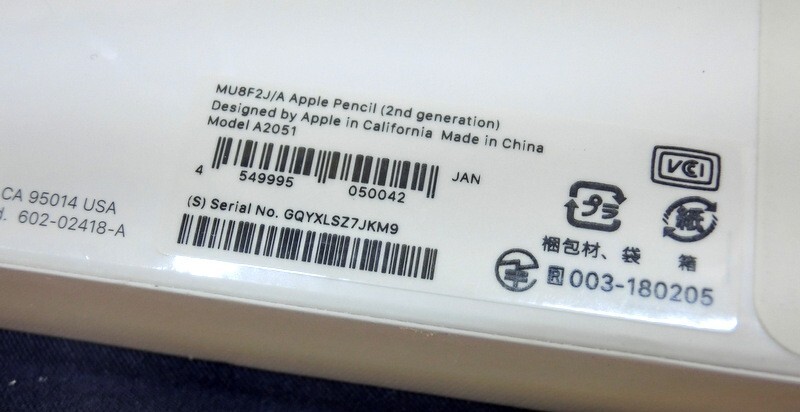 MU8F2J/A Apple Pencil (2nd generation)
Designed by Apple in California Made in China
Model A2051
4 549995 050042 JAN
(S) Serial No. GQYXLSZ7JKM9
CA 95014 USA
d. 602-02418-A
VCI
プラ
紙
梱包材、袋
箱
R 003-180205